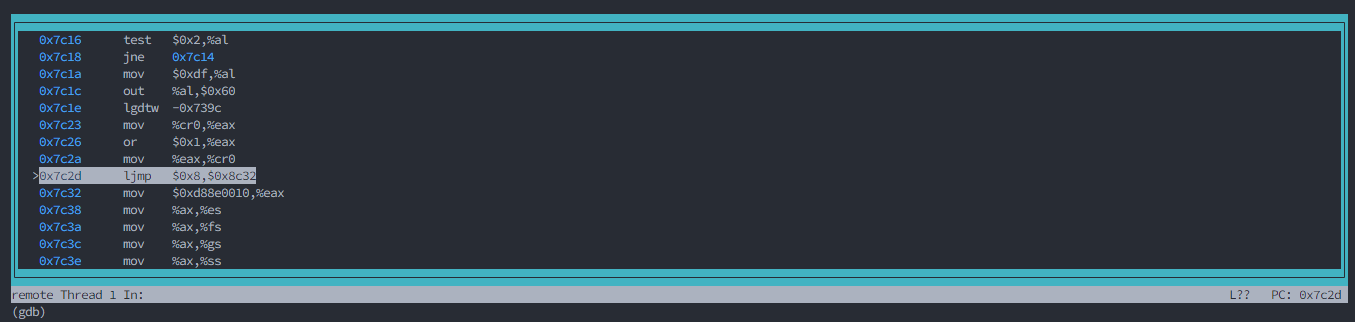 0x7c16 test $0x2,%al
0x7c18 jne 0x7c14
0x7c1a mov $0xdf,%al
0x7c1c out %al,$0x60
0x7c1e lgdtw -0x739c
0x7c23 mov %cr0,%eax
0x7c26 or $0x1,%eax
0x7c2a mov %eax,%cr0
>0x7c2d ljmp $0x8,$0x8c32
0x7c32 mov $0xd88e0010,%eax
0x7c38 mov %ax,%es
0x7c3a mov %ax,%fs
0x7c3c mov %ax,%gs
0x7c3e mov %ax,%ss
remote Thread 1 In: L?? PC: 0x7c2d
(gdb)